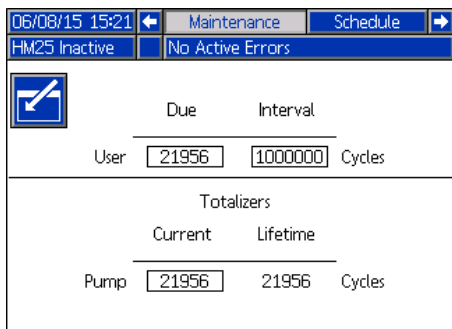 06/08/15 15:21 Maintenance Schedule
HM25 Inactive No Active Errors
Due Interval
User 21956 1000000 Cycles
Totalizers
Current Lifetime
Pump 21956 21956 Cycles